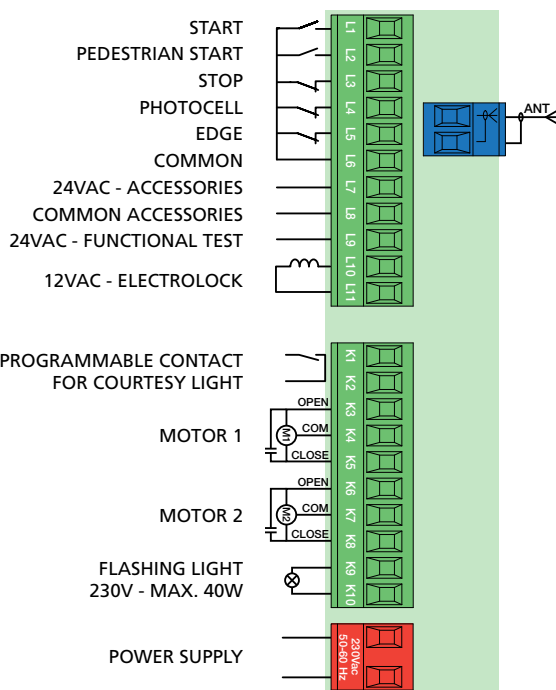 START
L1
PEDESTRIAN START
L2
STOP
L3
PHOTOCELL
L4
ANT
EDGE
L5
COMMON
L6
24VAC - ACCESSORIES
L7
COMMON ACCESSORIES
L8
24VAC - FUNCTIONAL TEST
L9
L10
12VAC - ELECTROLOCK
L11
PROGRAMMABLE CONTACT
FOR COURTESY LIGHT
K1
K2
OPEN
K3
MOTOR 1
M1
COM
K4
CLOSE
K5
OPEN
K6
MOTOR 2
M2
COM
K7
CLOSE
K8
FLASHING LIGHT
230V - MAX. 40W
K9
K10
POWER SUPPLY
230Vac
50-60 Hz